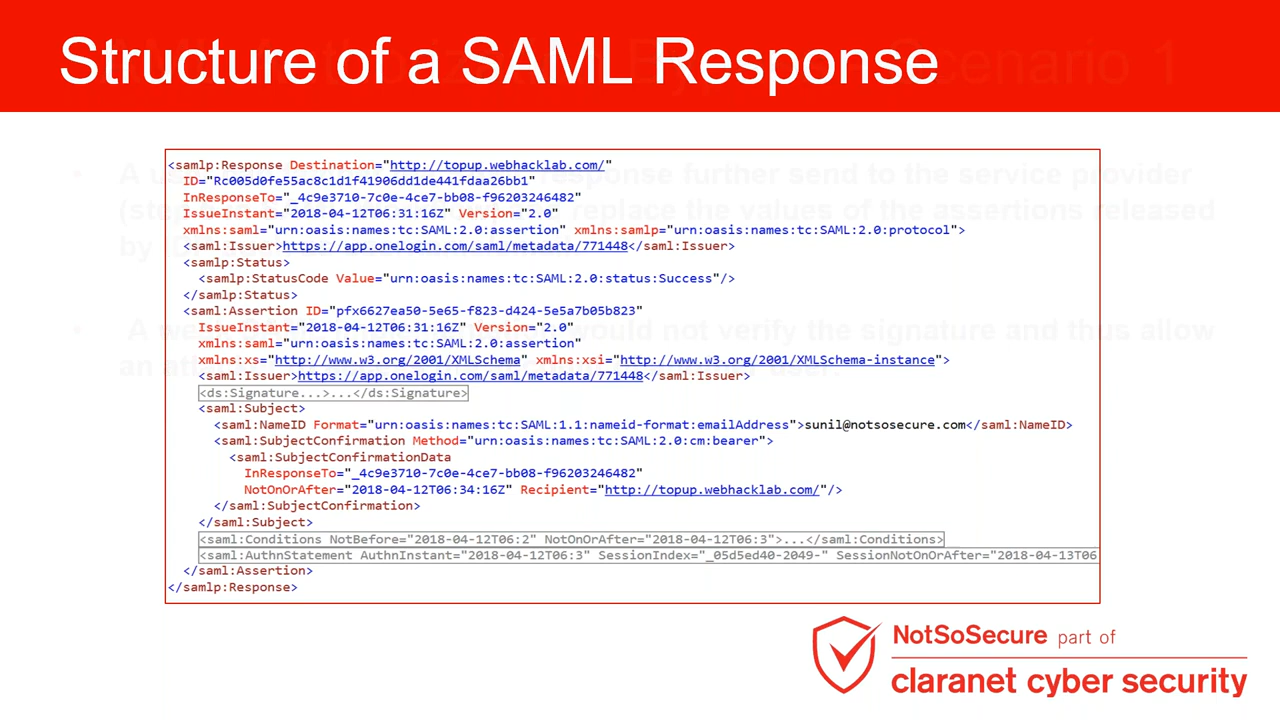 Structure of a SAML Response
<samlp:Response Destination="http://topup.webhacklab.com/"
ID="Rc005d0fe55ac8c1d1f41906dd1de441fdaa26bb1"
InResponseTo="_4c9e3710-7c0e-4ce7-bb08-f96203246482"
IssueInstant="2018-04-12T06:31:16Z" Version="2.0"
xmlns:saml="urn:oasis:names:tc:SAML:2.0:assertion" xmlns:samlp="urn:oasis:names:tc:SAML:2.0:protocol">
<saml:Issuer>https://app.onelogin.com/saml/metadata/771448</saml:Issuer>
<samlp:Status>
<samlp:StatusCode Value="urn:oasis:names:tc:SAML:2.0:status:Success"/>
</samlp:Status>
<saml:Assertion ID="pfx6627ea50-5e65-f823-d424-5e5a7b05b823"
IssueInstant="2018-04-12T06:31:16Z" Version="2.0"
xmlns:saml="urn:oasis:names:tc:SAML:2.0:assertion"
xmlns:xs="http://www.w3.org/2001/XMLSchema" xmlns:xsi="http://www.w3.org/2001/XMLSchema-instance">
<saml:Issuer>https://app.onelogin.com/saml/metadata/771448</saml:Issuer>
<ds:Signature...>...</ds:Signature>
<saml:Subject>
<saml:NameID Format="urn:oasis:names:tc:SAML:1.1:nameid-format:emailAddress">sunil@notsosecure.com</saml:NameID>
<saml:SubjectConfirmation Method="urn:oasis:names:tc:SAML:2.0:cm:bearer">
<saml:SubjectConfirmationData
InResponseTo="_4c9e3710-7c0e-4ce7-bb08-f96203246482"
NotOnOrAfter="2018-04-12T06:34:16Z" Recipient="http://topup.webhacklab.com/"/>
</saml:SubjectConfirmation>
</saml:Subject>
<saml:Conditions NotBefore="2018-04-12T06:2" NotOnOrAfter="2018-04-12T06:3">...</saml:Conditions>
<saml:AuthnStatement AuthnInstant="2018-04-12T06:3" SessionIndex="_05d5ed40-2049-" SessionNotOnOrAfter="2018-04-13T06
</saml:Assertion>
</samlp:Response>
NotSoSecure part of
claranet cyber security